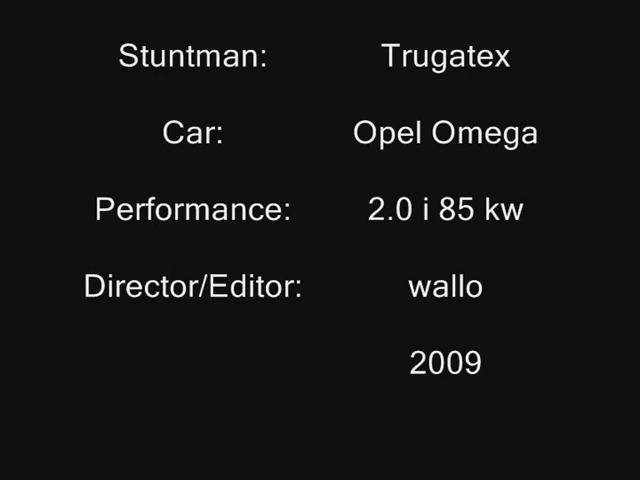 Stuntman: Trugatex
Car: Opel Omega
Performance: 2.0 i 85 kw
Director/Editor: wallo
2009